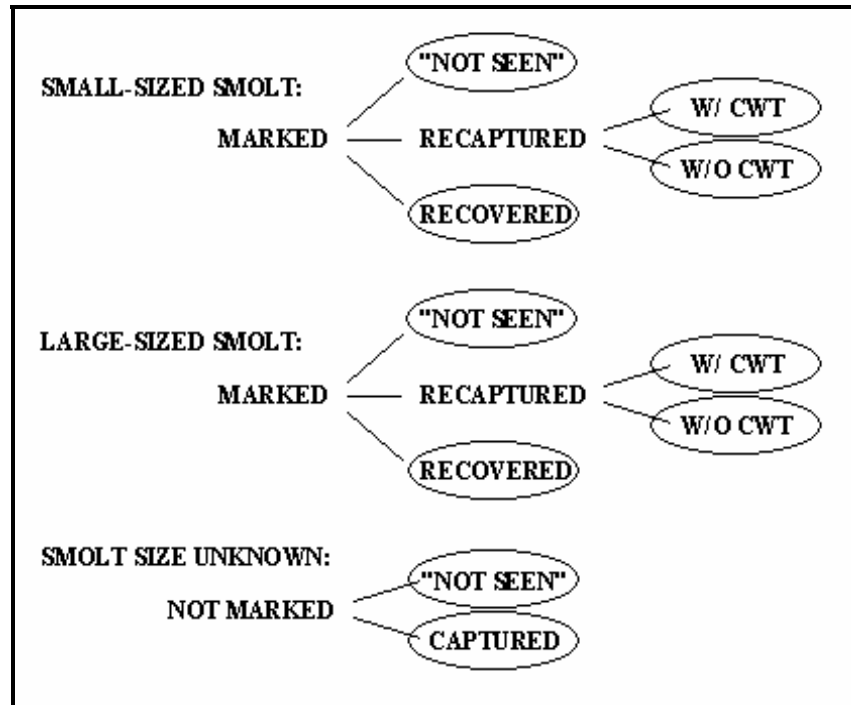 "NOT SEEN"
SMALL-SIZED SMOLT:
W/ CWT
MARKED RECAPTURED
W/O CWT
RECOVERED
"NOT SEEN"
LARGE-SIZED SMOLT:
W/ CWT
MARKED RECAPTURED
W/O CWT
RECOVERED
SMOLT SIZE UNKNOWN:
"NOT SEEN"
NOT MARKED
CAPTURED